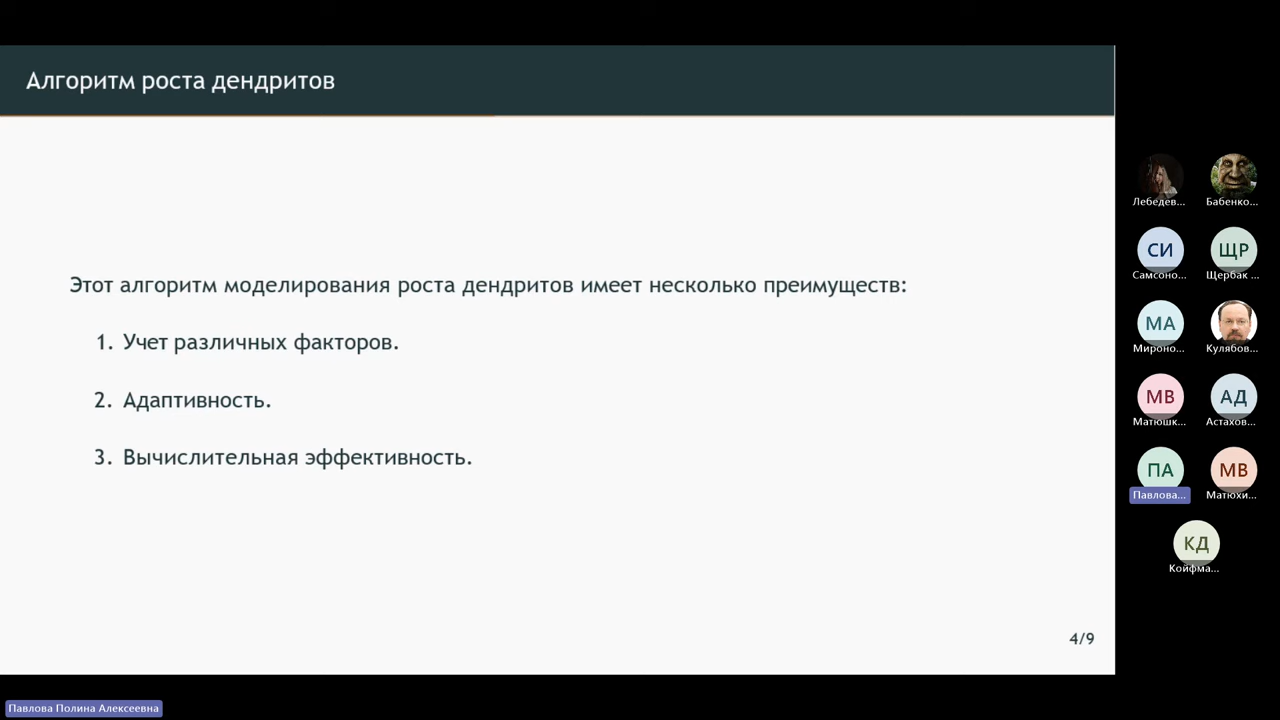 Алгоритм роста дендритов
Этот алгоритм моделирования роста дендритов имеет несколько преимуществ:
1. Учет различных факторов.
2. Адаптивность.
3. Вычислительная эффективность.
4/9
Лебедев...
Бабенко...
СИ
Самсоно...
ЩР
Щербак ...
МА
Мироно...
Кулябов...
МВ
Матюшк...
АД
Астахов...
ПА
Павлова...
МВ
Матюхи...
КД
Койфма...
Павлова Полина Алексеевна